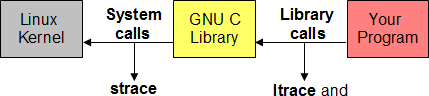 Linux
Kernel
System
calls
GNU C
Library
Library
calls
Your
Program
strace
ltrace and